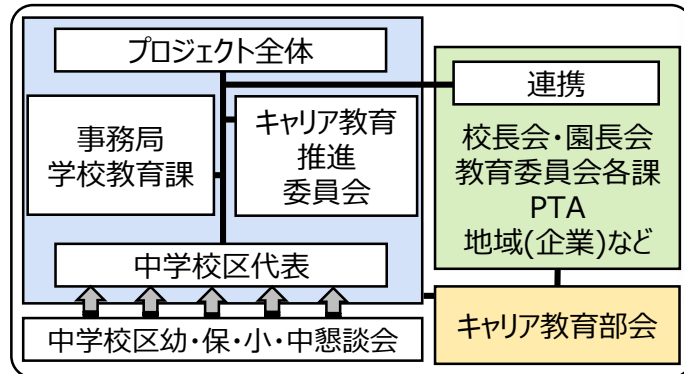 プロジェクト全体
連携
事務局
学校教育課
キャリア教育
推進
委員会
校長会・園長会
教育委員会各課
PTA
地域(企業)など
中学校区代表
中学校区幼・保・小・中懇談会
キャリア教育部会